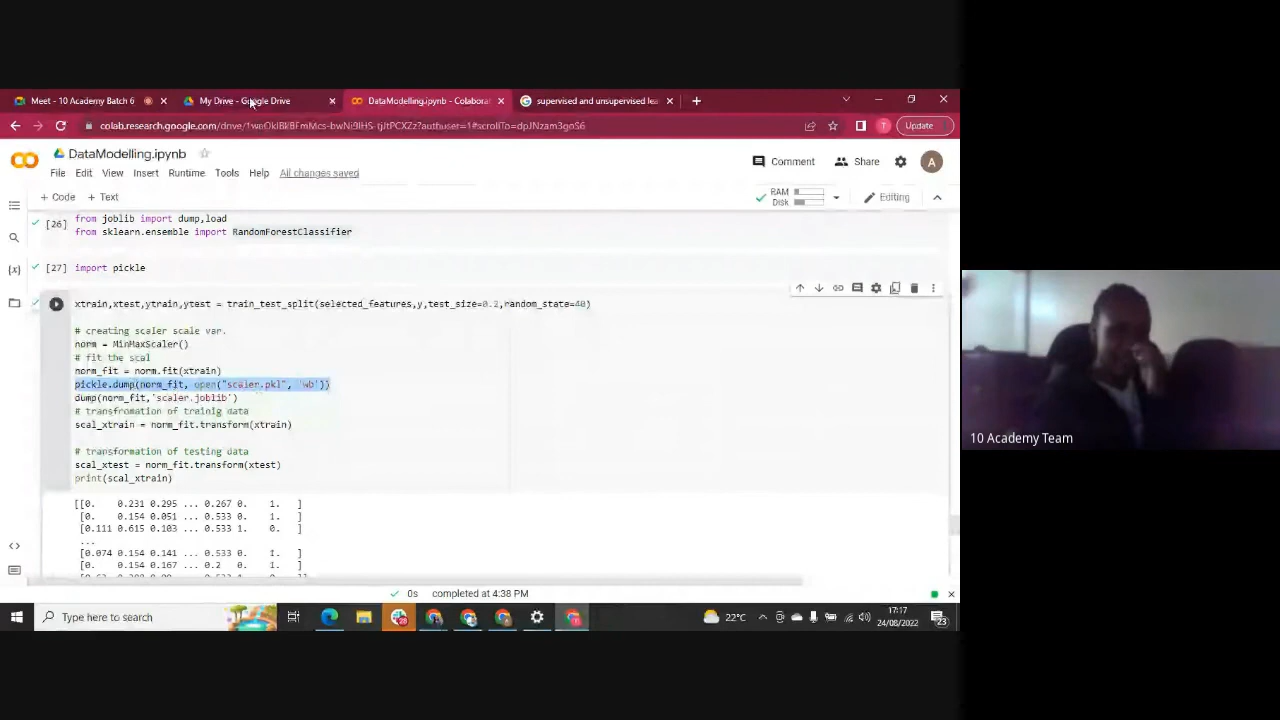 Meet - 10 Academy Batch 6
My Drive - Google Drive
DataModelling.ipynb - Colaborat
supervised and unsupervised lea
Update
DataModelling.ipynb
File Edit View Insert Runtime Tools Help All changes saved
Comment Share A
+ Code + Text
RAM
Disk
Editing
[26] from joblib import dump,load
from sklearn.ensemble import RandomForestClassifier
[27] import pickle
xtrain,xtest,ytrain,ytest = train_test_split(selected_features,y,test_size=0.2,random_state=40)
# creating scaler scale var.
norm = MinMaxScaler()
# fit the scal
norm_fit = norm.fit(xtrain)
pickle.dump(norm_fit, open("scaler.pkl", 'wb'))
dump(norm_fit,'scaler.joblib')
# transfromation of trainig data
scal_xtrain = norm_fit.transform(xtrain)
# transformation of testing data
scal_xtest = norm_fit.transform(xtest)
print(scal_xtrain)
[[0. 0.231 0.295 ... 0.267 0. 1. ]
[0. 0.154 0.051 ... 0.533 0. 1. ]
[0.111 0.615 0.103 ... 0.533 1. 0. ]
...
[0.074 0.154 0.141 ... 0.533 0. 1. ]
[0. 0.154 0.167 ... 0.2 0. 1. ]
0s completed at 4:38 PM
Type here to search
22°C
17:17
24/08/2022
23
10 Academy Team